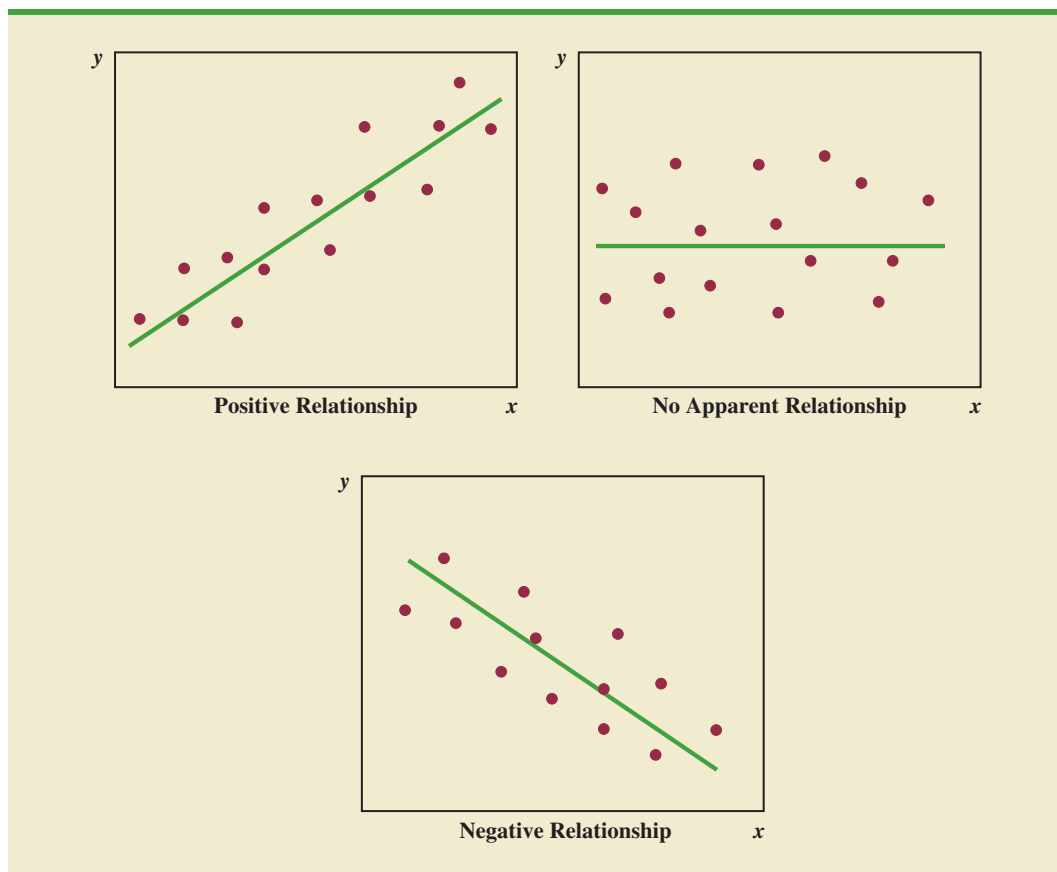 y
y
Positive Relationship x
No Apparent Relationship x
y
Negative Relationship x